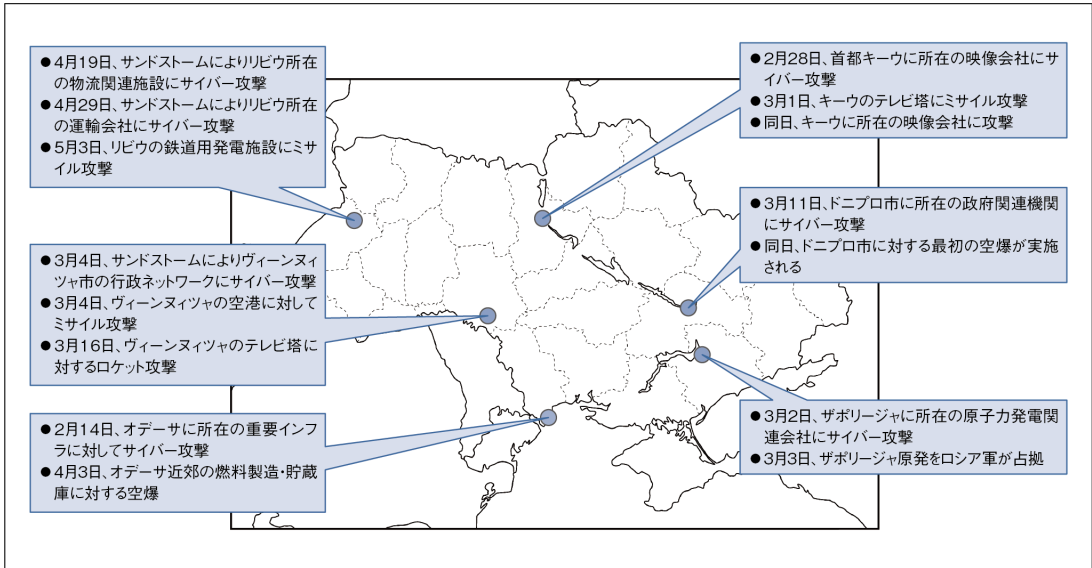 ●4月19日、サンドストームによりリビウ所在
の物流関連施設にサイバー攻撃
●4月29日、サンドストームによりリビウ所在
の運輸会社にサイバー攻撃
●5月3日、リビウの鉄道用発電施設にミサ
イル攻撃
●3月4日、サンドストームによりヴィーンヌィ
ツャ市の行政ネットワークにサイバー攻撃
●3月4日、ヴィーンヌィツャの空港に対して
ミサイル攻撃
●3月16日、ヴィーンヌィツャのテレビ塔に
対するロケット攻撃
●2月14日、オデーサに所在の重要インフ
ラに対してサイバー攻撃
●4月3日、オデーサ近郊の燃料製造・貯蔵
庫に対する空爆
●2月28日、首都キーウに所在の映像会社にサ
イバー攻撃
●3月1日、キーウのテレビ塔にミサイル攻撃
●同日、キーウに所在の映像会社に攻撃
●3月11日、ドニプロ市に所在の政府関連機関
にサイバー攻撃
●同日、ドニプロ市に対する最初の空爆が実施
される
●3月2日、ザポリージャに所在の原子力発電関
連会社にサイバー攻撃
●3月3日、ザポリージャ原発をロシア軍が占拠